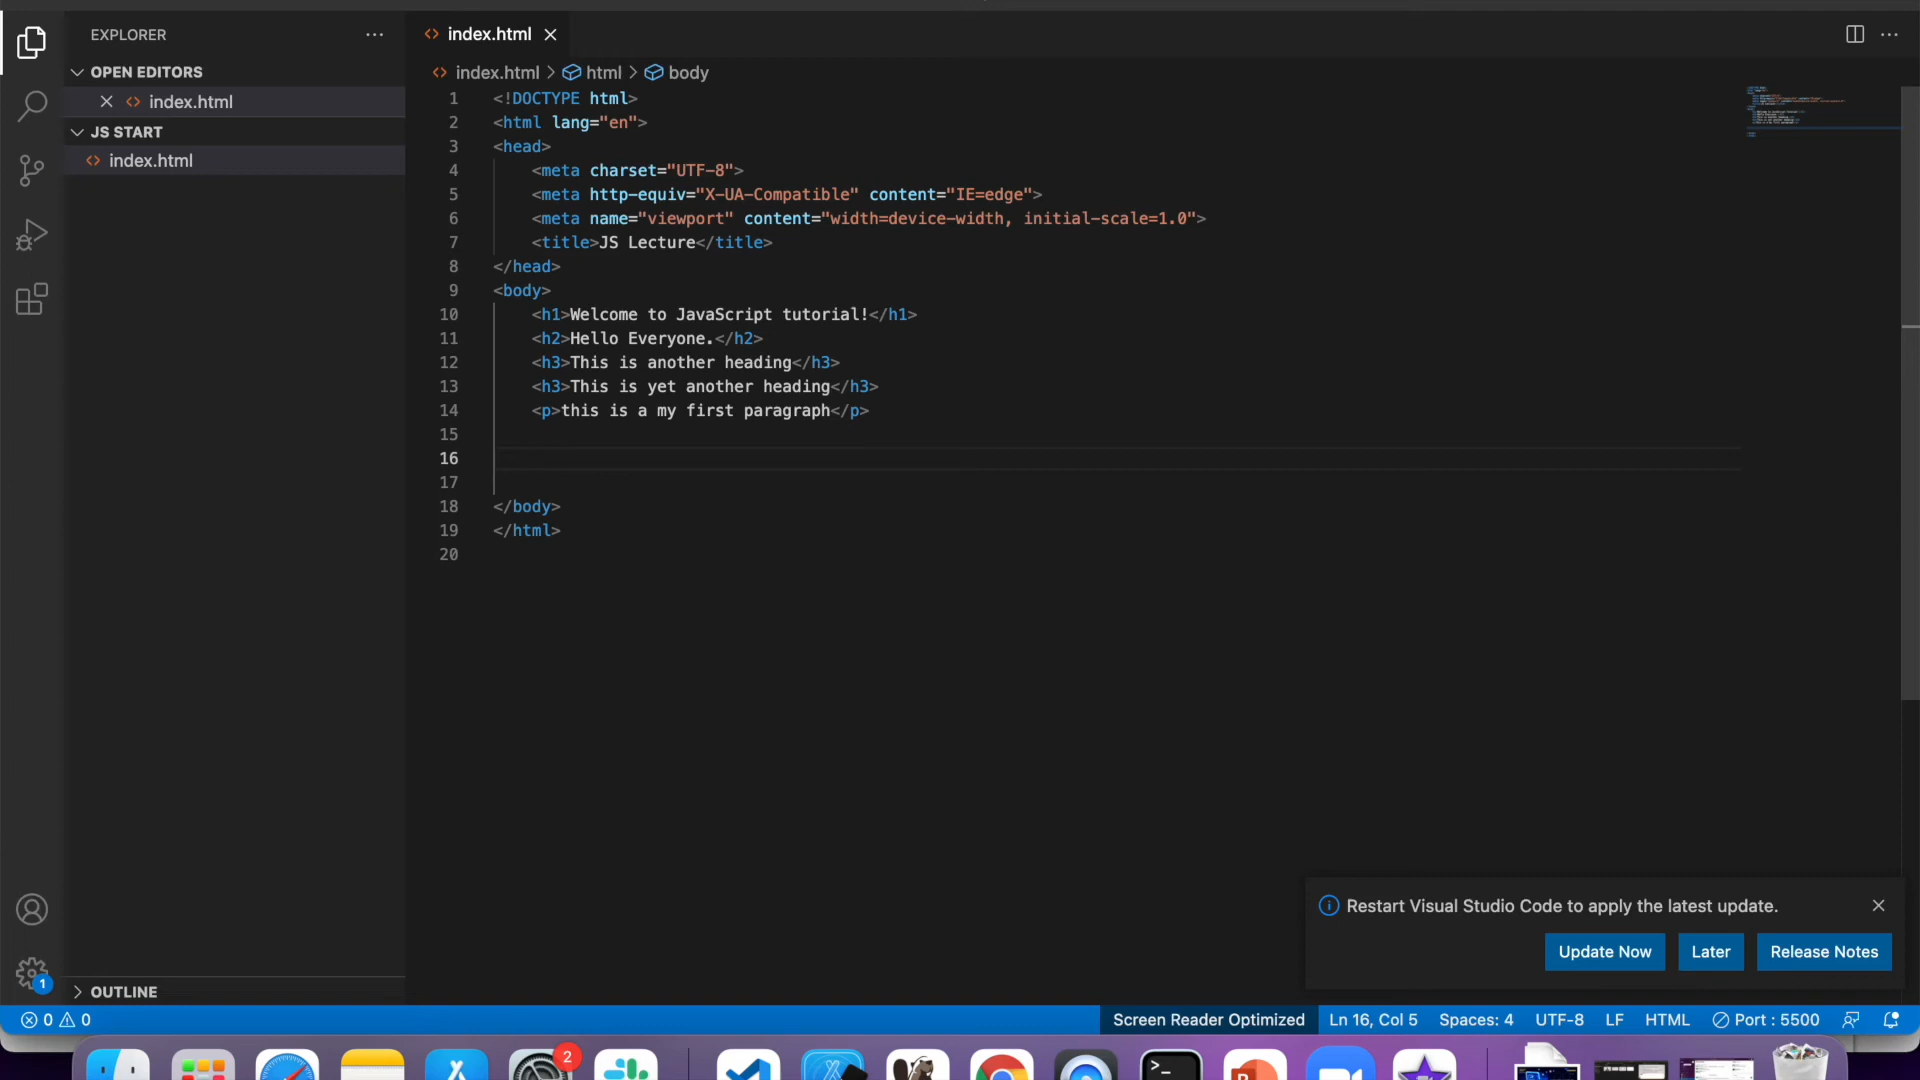 EXPLORER
OPEN EDITORS
index.html
JS START
index.html
OUTLINE
index.html
index.html > html > body
1 <!DOCTYPE html>
2 <html lang="en">
3 <head>
4 <meta charset="UTF-8">
5 <meta http-equiv="X-UA-Compatible" content="IE=edge">
6 <meta name="viewport" content="width=device-width, initial-scale=1.0">
7 <title>JS Lecture</title>
8 </head>
9 <body>
10 <h1>Welcome to JavaScript tutorial!</h1>
11 <h2>Hello Everyone.</h2>
12 <h3>This is another heading</h3>
13 <h3>This is yet another heading</h3>
14 <p>this is a my first paragraph</p>
15
16
17
18 </body>
19 </html>
20
Restart Visual Studio Code to apply the latest update.
Update Now Later Release Notes
1
0 0 Screen Reader Optimized Ln 16, Col 5 Spaces: 4 UTF-8 LF HTML Port : 5500
2